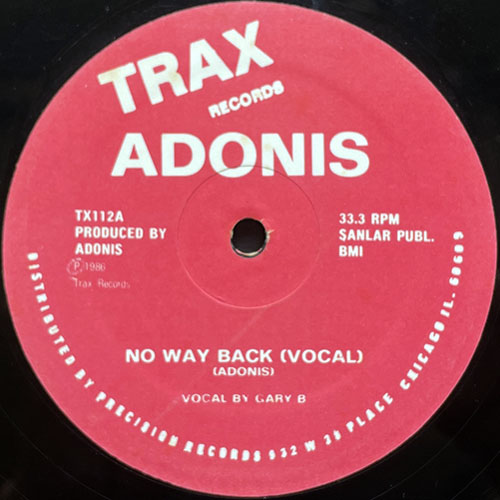 TRAX
RECORDS
ADONIS
TX112A
PRODUCED BY
ADONIS
33.3 RPM
SANLAR PUBL.
BMI
Ⓟ 1986
Trax Records
NO WAY BACK (VOCAL)
(ADONIS)
VOCAL BY GARY B
DISTRIBUTED BY PRECISION RECORDS 932 W 38 PLACE CHICAGO IL. 60609